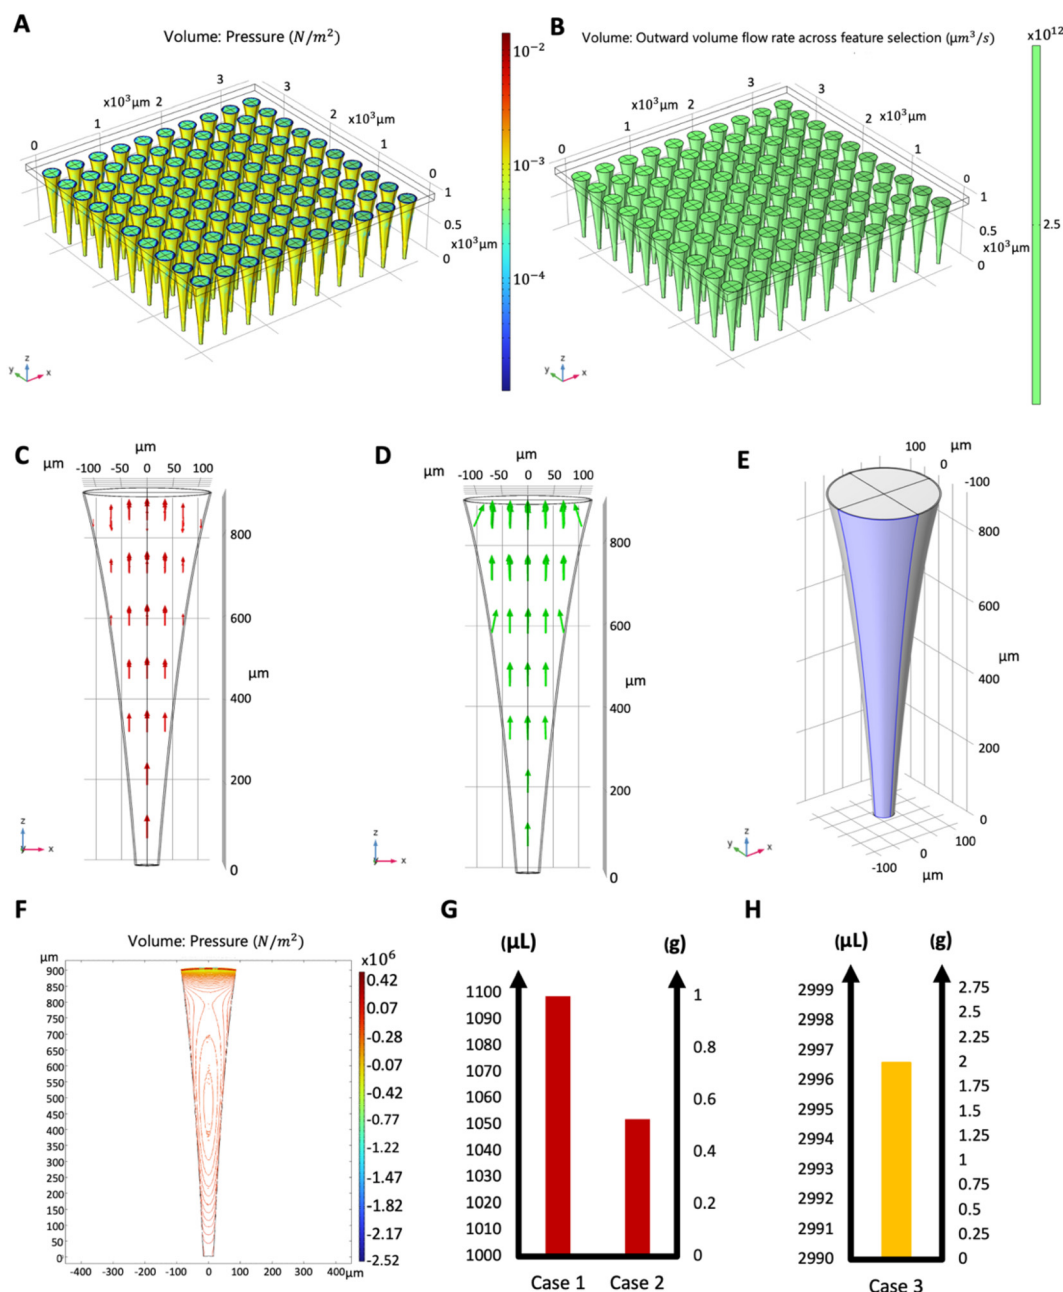 A
Volume: Pressure (N/m²)
10⁻²
10⁻³
10⁻⁴
0
1
2
3
x10³μm
3
2
1
0
x10³μm
1
0.5
0
x10³μm
z
y
x
B
Volume: Outward volume flow rate across feature selection (μm³/s)
x10¹²
2.5
0
1
2
3
x10³μm
3
2
1
0
x10³μm
1
0.5
0
x10³μm
z
y
x
C
μm
μm
-100 -50 0 50 100
800
600
μm
400
200
0
z
y
x
D
μm
μm
-100 -50 0 50 100
800
600
μm
400
200
0
z
y
x
E
μm
100
0
-100
800
600
μm
400
200
0
100
0
-100
μm
z
y
x
F
Volume: Pressure (N/m²)
μm
900
850
800
750
700
650
600
550
500
450
400
350
300
250
200
150
100
50
0
-400 -300 -200 -100 0 100 200 300 400 μm
x10⁶
0.42
0.07
-0.28
-0.07
-0.42
-0.77
-1.22
-1.47
-1.82
-2.17
-2.52
G
(μL)
(g)
1100
1090
1080
1070
1060
1050
1040
1030
1020
1010
1000
1
0.8
0.6
0.4
0.2
0
Case 1 Case 2
H
(μL)
(g)
2999
2998
2997
2996
2995
2994
2993
2992
2991
2990
2.75
2.5
2.25
2
1.75
1.5
1.25
1
0.75
0.5
0.25
0
Case 3